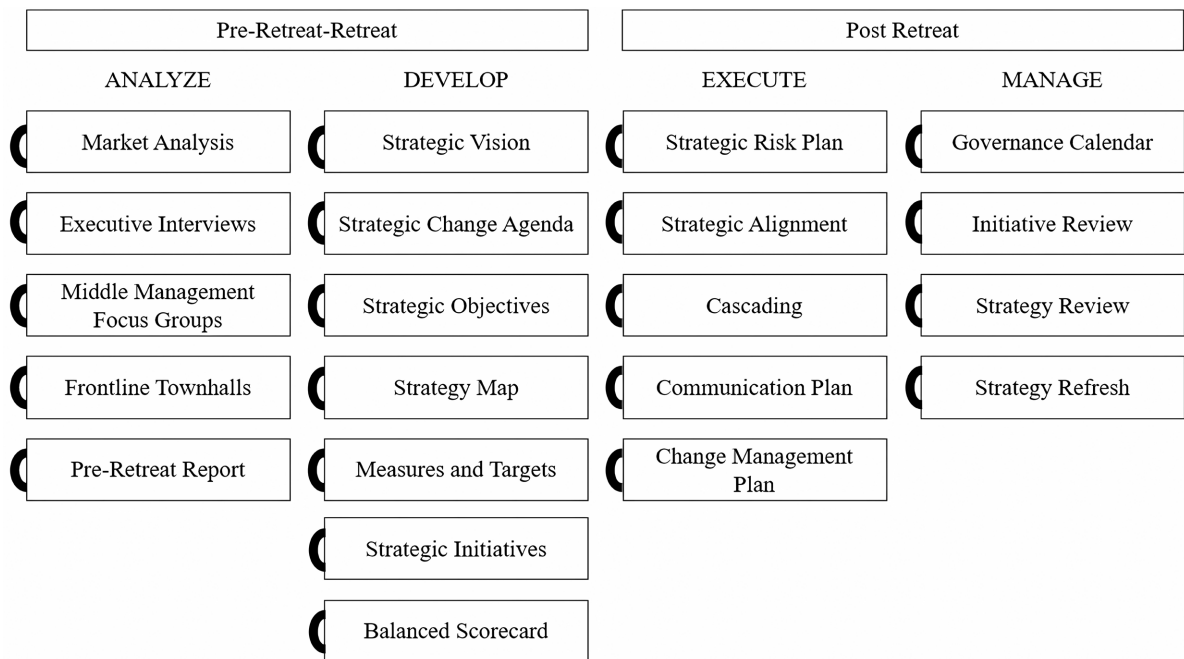 Pre-Retreat-Retreat
Post Retreat
ANALYZE
DEVELOP
EXECUTE
MANAGE
Market Analysis
Executive Interviews
Middle Management
Focus Groups
Frontline Townhalls
Pre-Retreat Report
Strategic Vision
Strategic Change Agenda
Strategic Objectives
Strategy Map
Measures and Targets
Strategic Initiatives
Balanced Scorecard
Strategic Risk Plan
Strategic Alignment
Cascading
Communication Plan
Change Management
Plan
Governance Calendar
Initiative Review
Strategy Review
Strategy Refresh